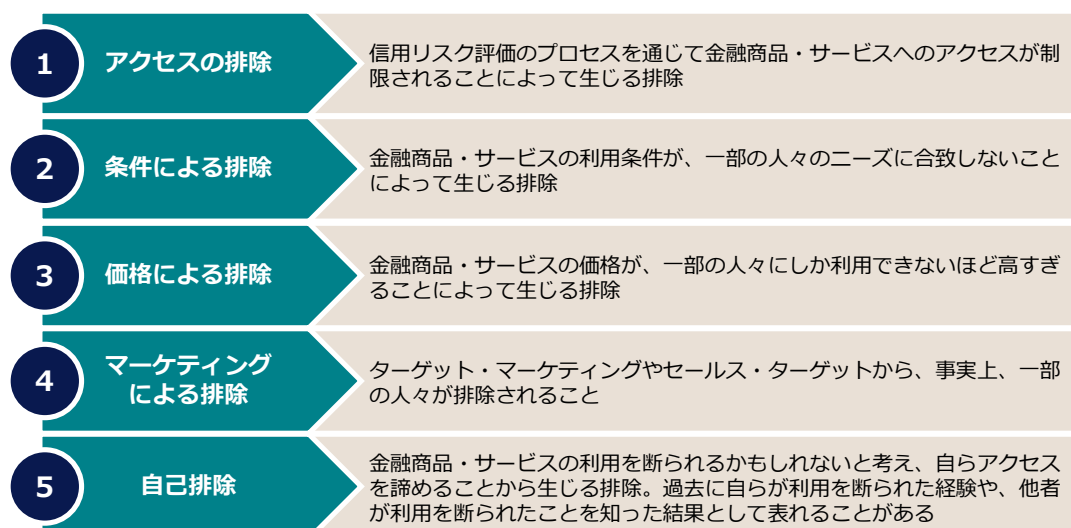 1
アクセスの排除
信用リスク評価のプロセスを通じて金融商品・サービスへのアクセスが制
限されることによって生じる排除
2
条件による排除
金融商品・サービスの利用条件が、一部の人々のニーズに合致しないこと
によって生じる排除
3
価格による排除
金融商品・サービスの価格が、一部の人々にしか利用できないほど高すぎ
ることによって生じる排除
4
マーケティング
による排除
ターゲット・マーケティングやセールス・ターゲットから、事実上、一部
の人々が排除されること
5
自己排除
金融商品・サービスの利用を断られるかもしれないと考え、自らアクセス
を諦めることから生じる排除。過去に自らが利用を断られた経験や、他者
が利用を断られたことを知った結果として表れることがある